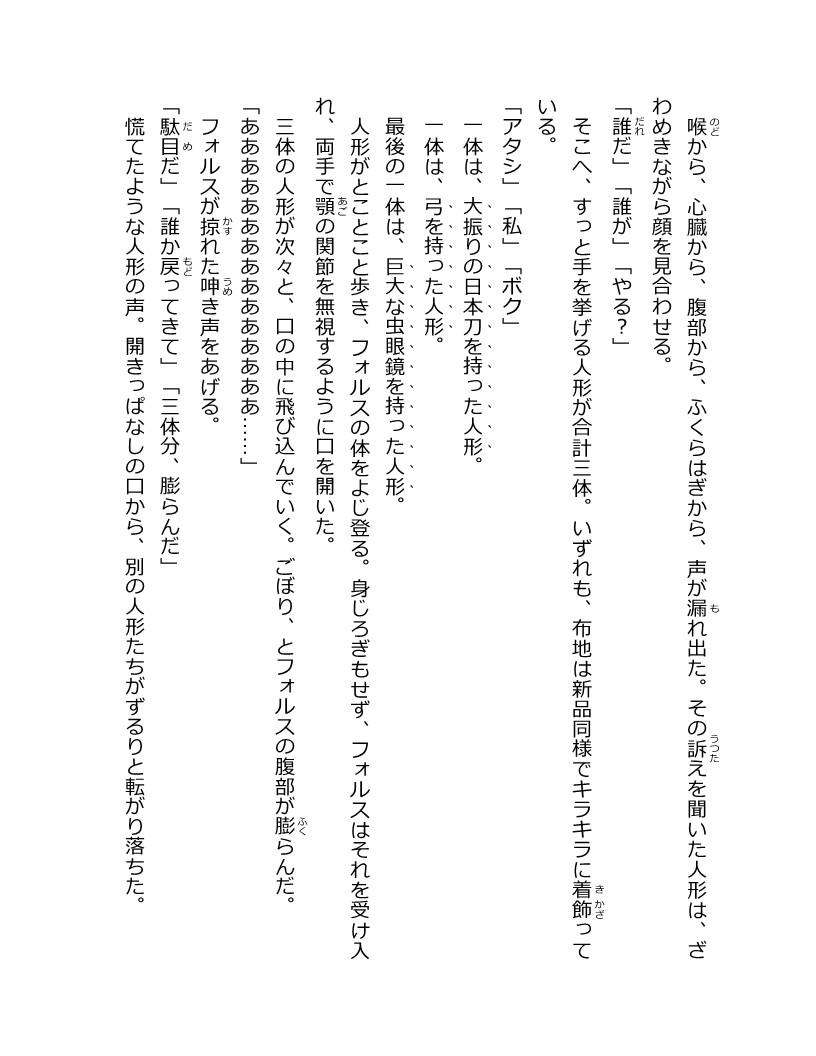 喉から、心臓から、腹部から、ふくらはぎから、声が漏れ出た。その訴えを聞いた人形は、ざ
わめきながら顔を見合わせる。
「誰だ」「誰が」「やる？」
そこへ、すっと手を挙げる人形が合計三体。いずれも、布地は新品同様でキラキラに着飾って
いる。
「アタシ」「私」「ボク」
一体は、大振りの日本刀を持った人形。
一体は、弓を持った人形。
最後の一体は、巨大な虫眼鏡を持った人形。
人形がとことこと歩き、フォルスの体をよじ登る。身じろぎもせず、フォルスはそれを受け入
れ、両手で顎の関節を無視するように口を開いた。
三体の人形が次々と、口の中に飛び込んでいく。ごぼり、とフォルスの腹部が膨らんだ。
「あああああああああああああああ……」
フォルスが掠れた呻き声をあげる。
「駄目だ」「誰か戻ってきて」「三体分、膨らんだ」
慌てたような人形の声。開きっぱなしの口から、別の人形たちがずるりと転がり落ちた。